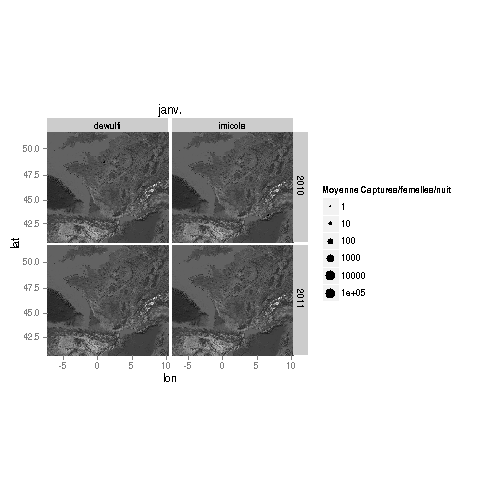 janv.
dewulfi imicola
2010
2011
50.0
47.5
45.0
42.5
50.0
47.5
45.0
42.5
lat
-5 0 5 10 -5 0 5 10
lon
Moyenne Captures/femelles/nuit
1
10
100
1000
10000
1e+05